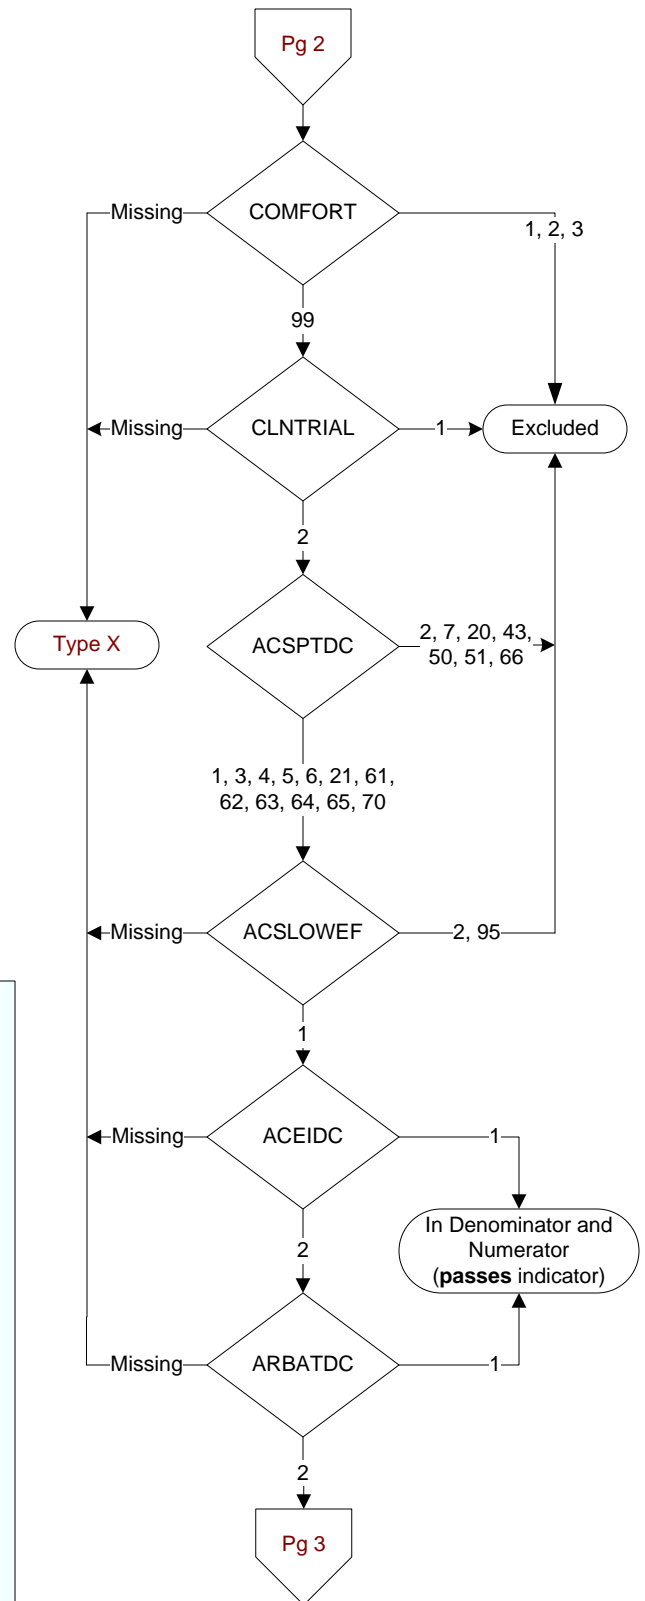 Pg 2
Missing
COMFORT
1, 2, 3
99
Missing
CLNTRIAL
1
Excluded
2
Type X
ACSPTDC
2, 7, 20, 43,
50, 51, 66
1, 3, 4, 5, 6, 21, 61,
62, 63, 64, 65, 70
Missing
ACSLOWEF
2, 95
1
Missing
ACEIDC
1
In Denominator and
Numerator
(passes indicator)
2
Missing
ARBATDC
1
2
Pg 3